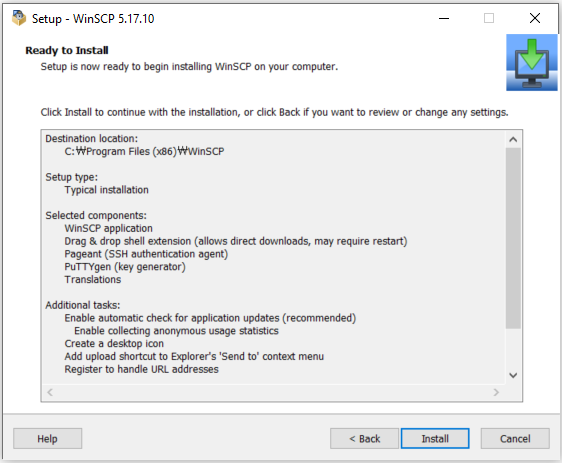 Setup - WinSCP 5.17.10
Ready to Install
Setup is now ready to begin installing WinSCP on your computer.
Click Install to continue with the installation, or click Back if you want to review or change any settings.
Destination location:
C:₩Program Files (x86)₩WinSCP
Setup type:
Typical installation
Selected components:
WinSCP application
Drag & drop shell extension (allows direct downloads, may require restart)
Pageant (SSH authentication agent)
PuTTYgen (key generator)
Translations
Additional tasks:
Enable automatic check for application updates (recommended)
Enable collecting anonymous usage statistics
Create a desktop icon
Add upload shortcut to Explorer's 'Send to' context menu
Register to handle URL addresses
Help
< Back
Install
Cancel